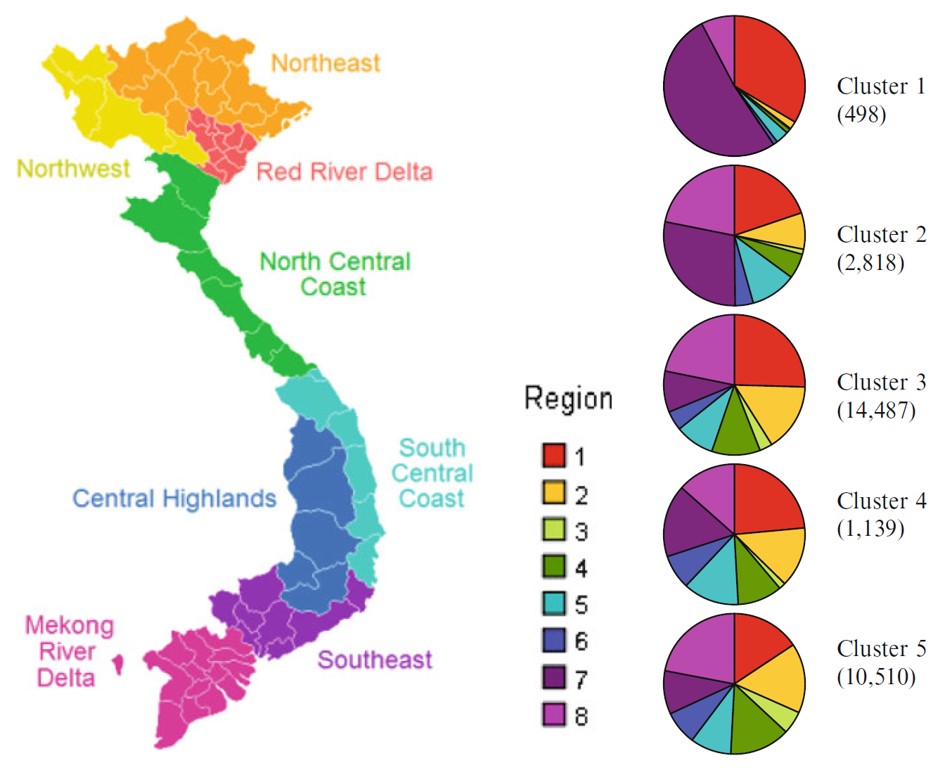 Northeast
Northwest
Red River Delta
North Central
Coast
South
Central
Coast
Central Highlands
Mekong
River
Delta
Southeast
Region
1
2
3
4
5
6
7
8
Cluster 1
(498)
Cluster 2
(2,818)
Cluster 3
(14,487)
Cluster 4
(1,139)
Cluster 5
(10,510)